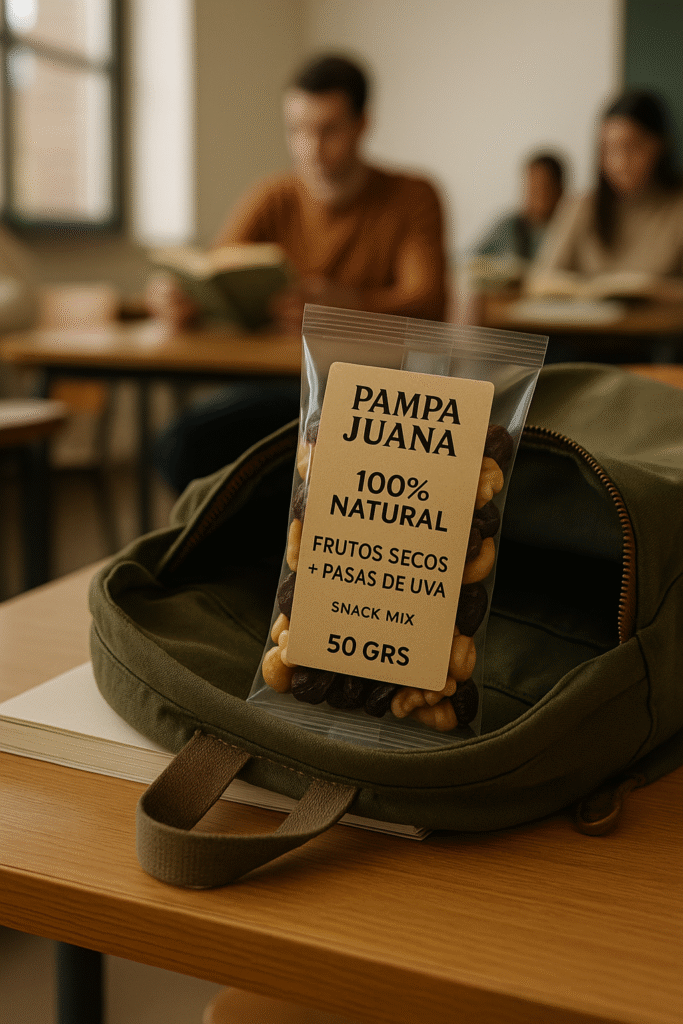 PAMPA
JUANA
100%
NATURAL
FRUTOS SECOS
+ PASAS DE UVA
SNACK MIX
50 GRS